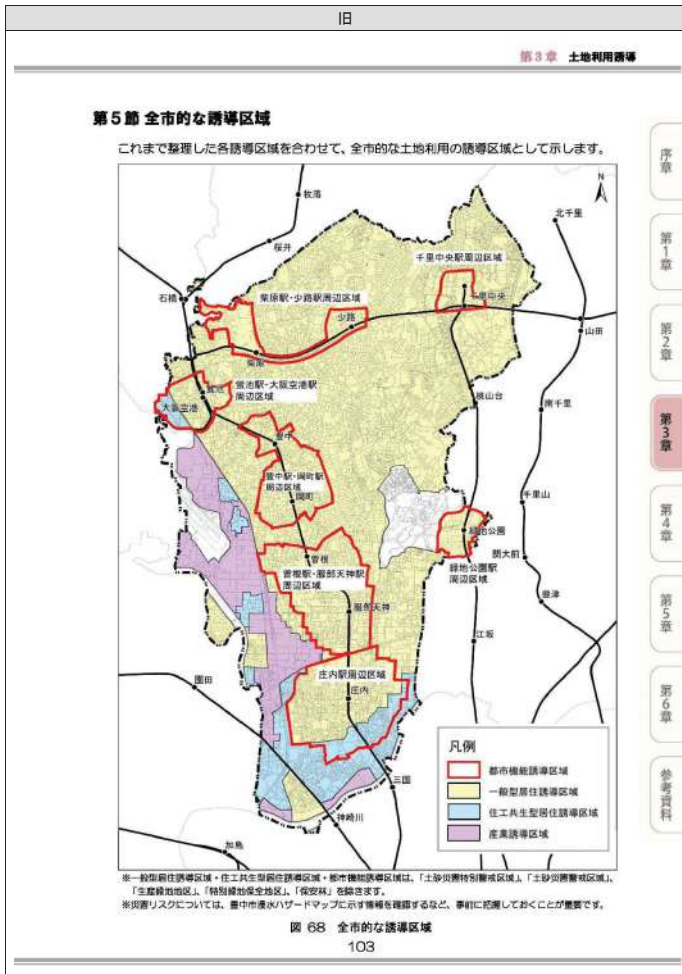 旧
第3章 土地利用誘導
第5節 全市的な誘導区域
これまで整理した各誘導区域を合わせて、全市的な土地利用の誘導区域として示します。
N
牧落
北千里
桜井
千里中央駅周辺区域
石橋
柴原駅・少路駅周辺区域
千里中央
少路
山田
柴原
蛍池駅・大阪空港駅
周辺区域
蛍池
大阪空港
桃山台
南千里
豊中
豊中駅・岡町駅
周辺区域
岡町
千里山
緑地公園
関大前
曽根
緑地公園駅
周辺区域
曽根駅・服部天神駅
周辺区域
豊津
服部天神
江坂
庄内駅周辺区域
園田
庄内
凡例
都市機能誘導区域
一般型居住誘導区域
住工共生型居住誘導区域
産業誘導区域
三国
神崎川
加島
※一般型居住誘導区域・住工共生型居住誘導区域・都市機能誘導区域は、「土砂災害特別警戒区域」、「土砂災害警戒区域」、
「生産緑地地区」、「特別緑地保全地区」、「保安林」を除きます。
※災害リスクについては、豊中市浸水ハザードマップに示す情報を確認するなど、事前に把握しておくことが重要です。
図 68 全市的な誘導区域
103
序章
第1章
第2章
第3章
第4章
第5章
第6章
参考資料